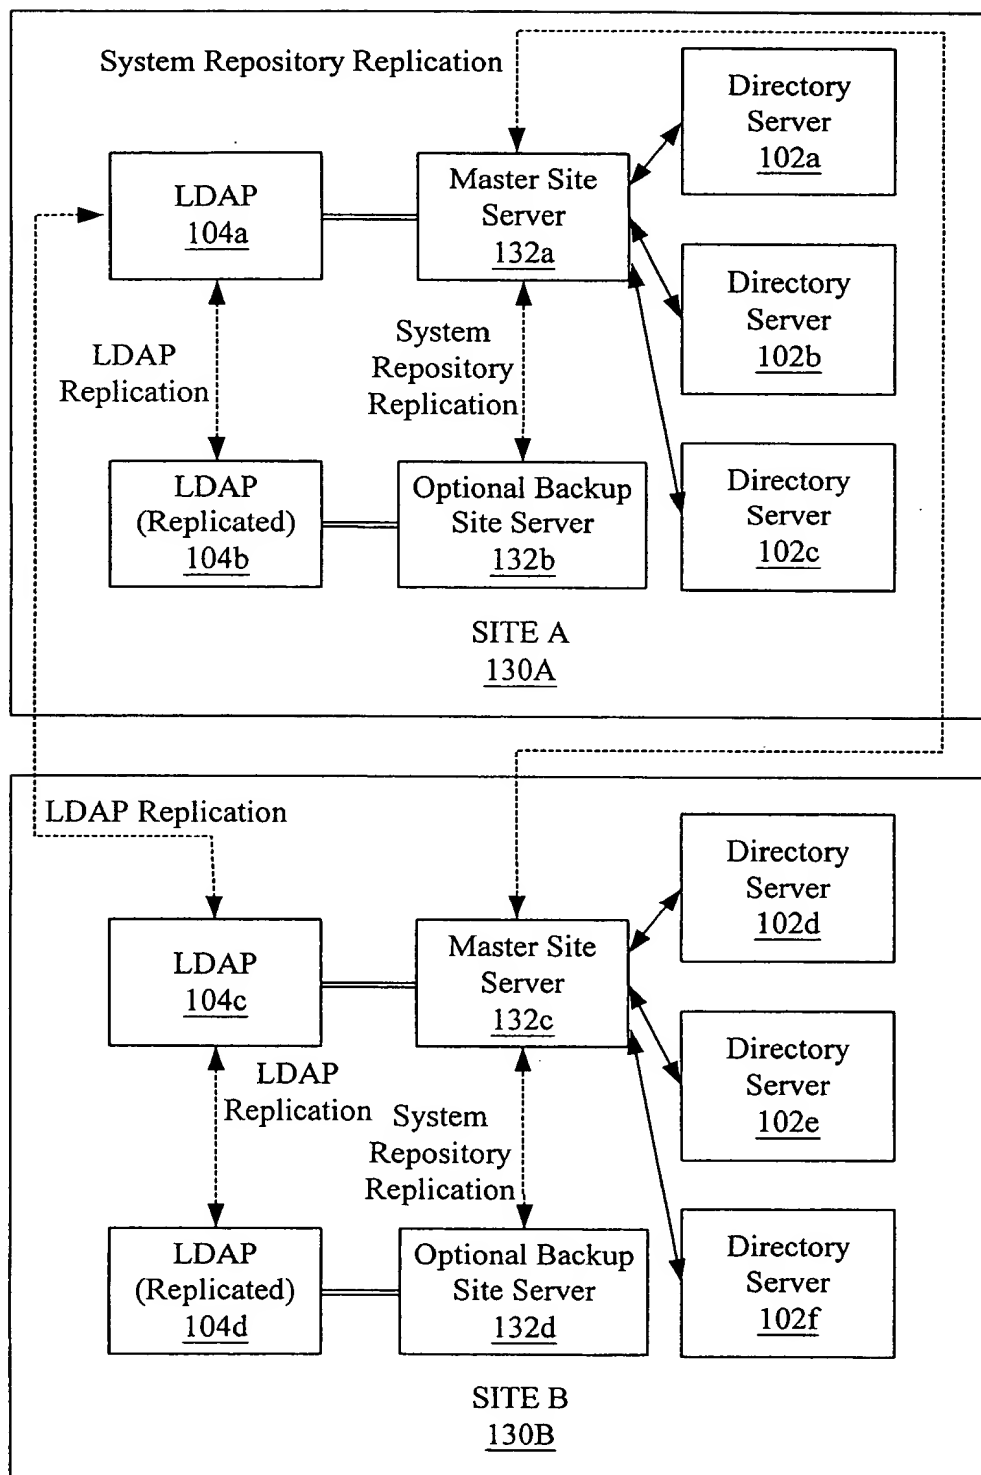 System Repository Replication
Directory
Server
102a
LDAP
104a
Master Site
Server
132a
Directory
Server
102b
LDAP
Replication
System
Repository
Replication
LDAP
(Replicated)
104b
Optional Backup
Site Server
132b
Directory
Server
102c
SITE A
130A
LDAP Replication
Directory
Server
102d
LDAP
104c
Master Site
Server
132c
Directory
Server
102e
LDAP
Replication
System
Repository
Replication
LDAP
(Replicated)
104d
Optional Backup
Site Server
132d
Directory
Server
102f
SITE B
130B